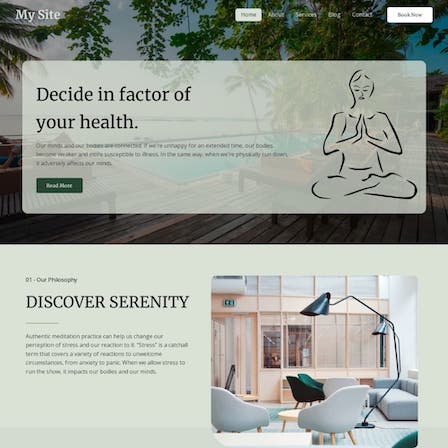 My Site
Home About Services Blog Contact Book Now
Decide in factor of
your health.
Our minds and our bodies are connected. If we're unhappy for an extended time, our bodies
become weaker and more susceptible to illness. In the same way, when we're physically run down,
it adversely affects our minds.
Read More
01 - Our Philosophy
DISCOVER SERENITY
Authentic meditation practice can help us change our
perception of stress and our reaction to it. "Stress" is a catchall
term that covers a variety of reactions to unwelcome
circumstances, from anxiety to panic. When we allow stress to
run the show, it impacts our bodies and our minds.